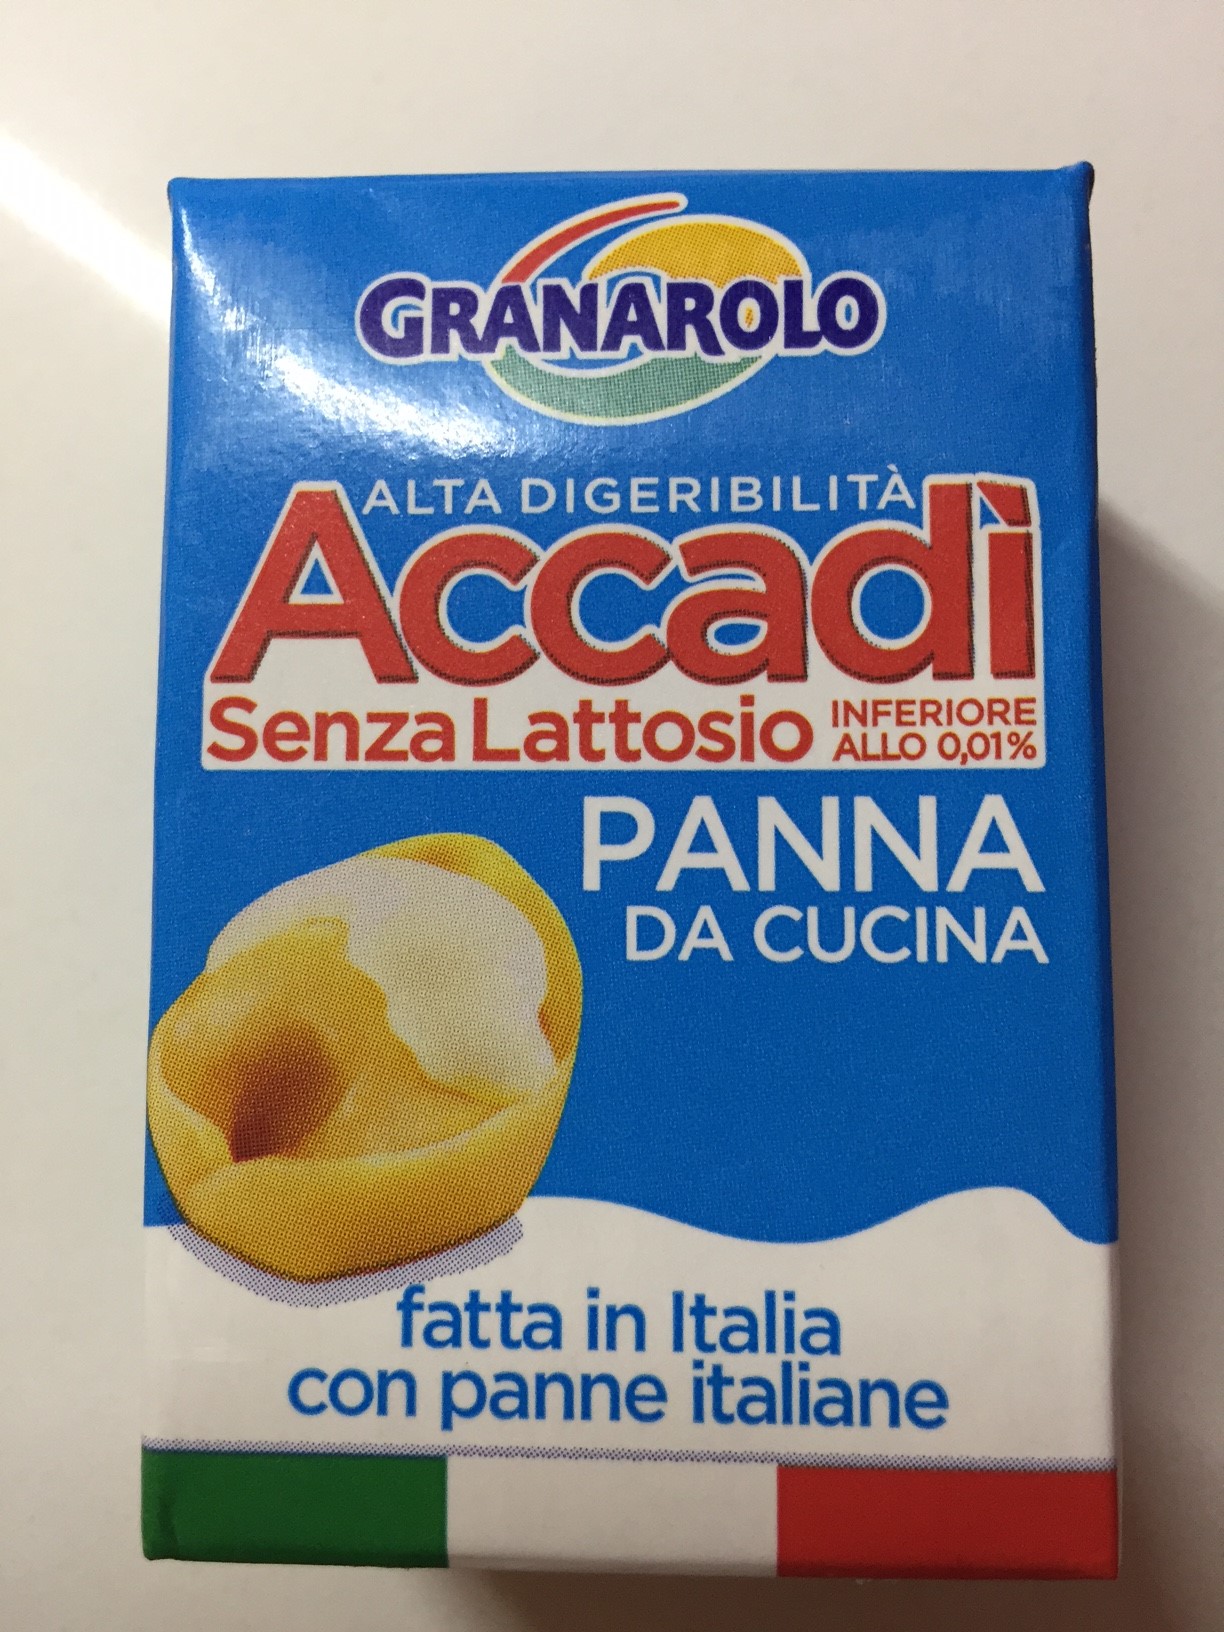 GRANAROLO
ALTA DIGERIBILITÀ
Accadì
Senza Lattosio INFERIORE
ALLO 0,01%
PANNA
DA CUCINA
fatta in Italia
con panne italiane